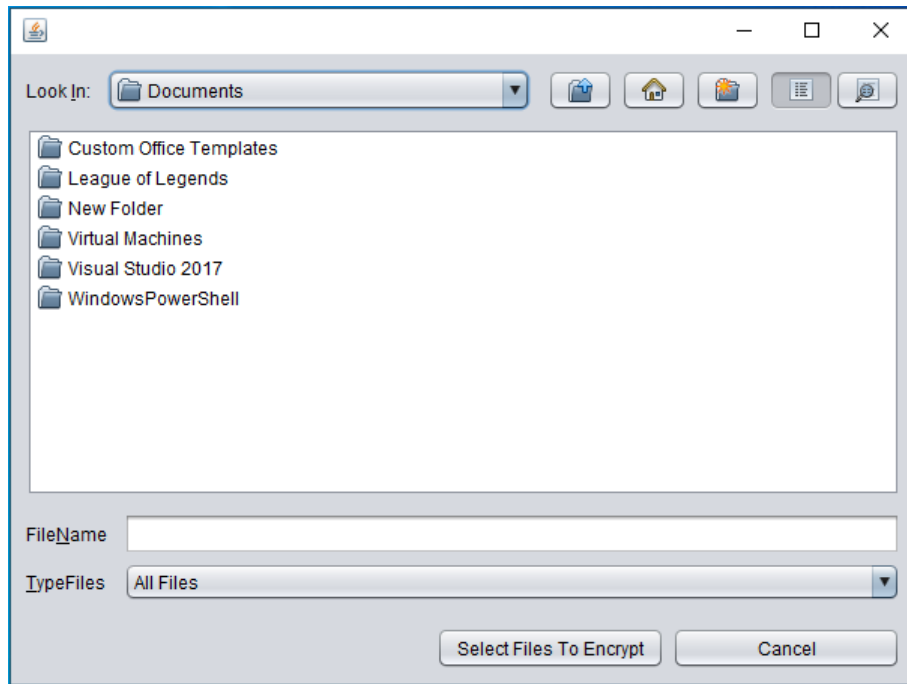 Look In: Documents
Custom Office Templates
League of Legends
New Folder
Virtual Machines
Visual Studio 2017
WindowsPowerShell
FileName
TypeFiles All Files
Select Files To Encrypt Cancel